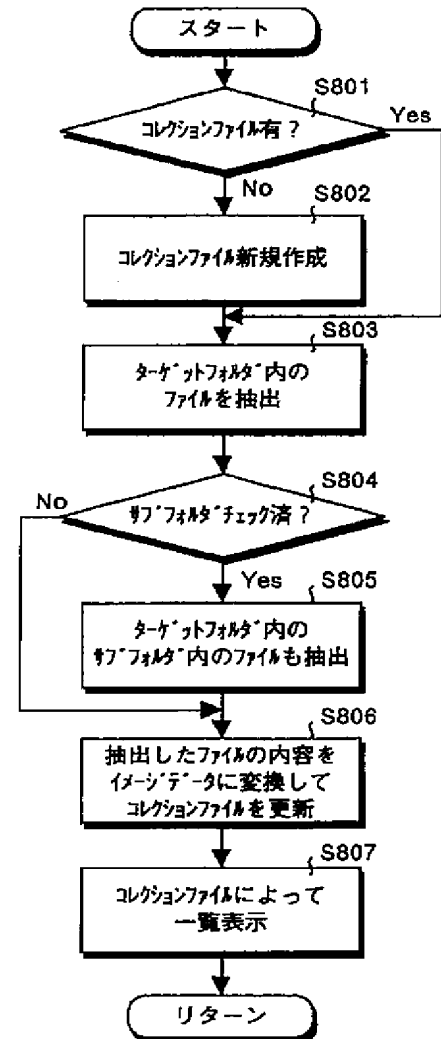 スタート
S801
コレクションファイル有?
Yes
No
S802
コレクションファイル新規作成
S803
ターゲットフォルダ内の
ファイルを抽出
S804
No
サブフォルダチェック済?
Yes
S805
ターゲットフォルダ内の
サブフォルダ内のファイルも抽出
S806
抽出したファイルの内容を
イメージデータに変換して
コレクションファイルを更新
S807
コレクションファイルによって
一覧表示
リターン